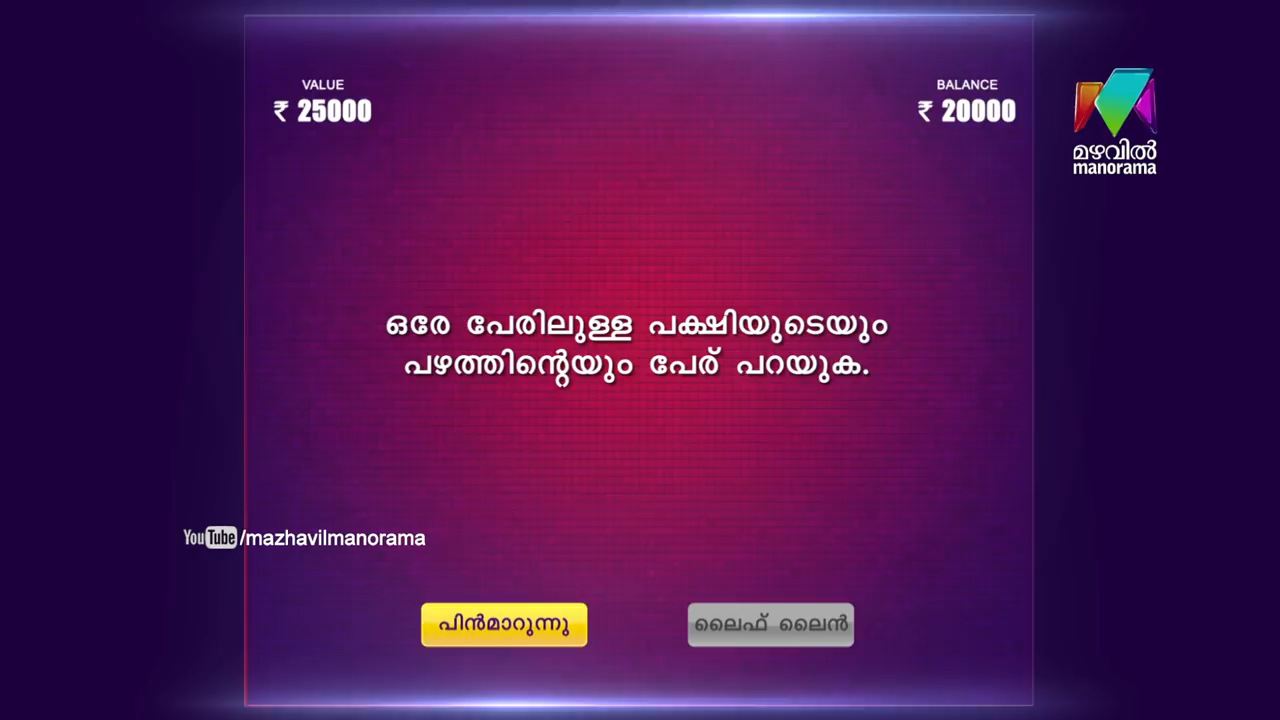 VALUE
₹ 25000
BALANCE
₹ 20000
മഴവിൽ
manorama
ഒരേ പേരിലുള്ള പക്ഷിയുടെയും
പഴത്തിന്റെയും പേര് പറയുക.
YouTube/mazhavilmanorama
പിൻമാറുന്നു
ലൈഫ് ലൈൻ